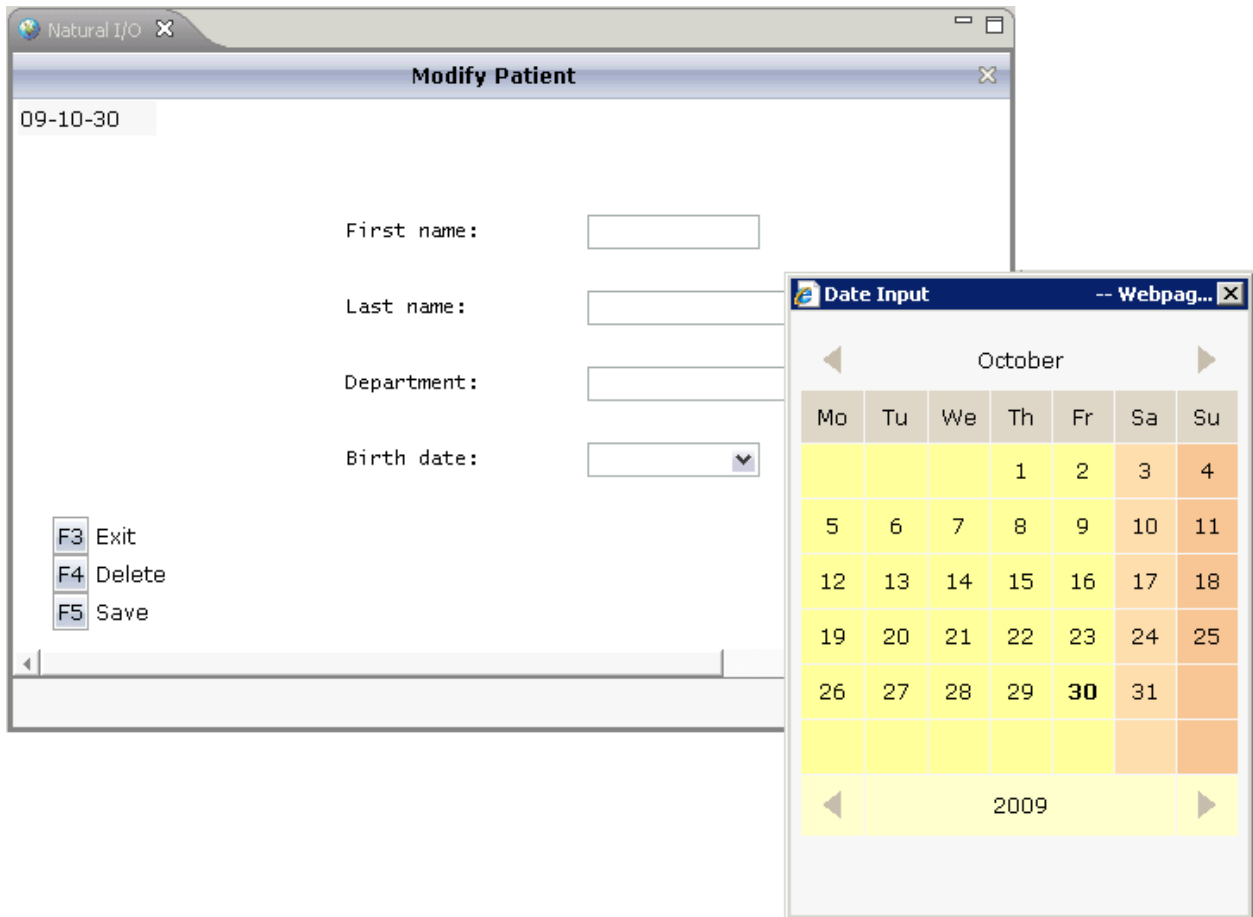 Natural I/O
Modify Patient
09-10-30
First name:
Last name:
Department:
Birth date:
F3 Exit
F4 Delete
F5 Save
Date Input -- Webpag...
October
Mo Tu We Th Fr Sa Su
1 2 3 4
5 6 7 8 9 10 11
12 13 14 15 16 17 18
19 20 21 22 23 24 25
26 27 28 29 30 31
2009